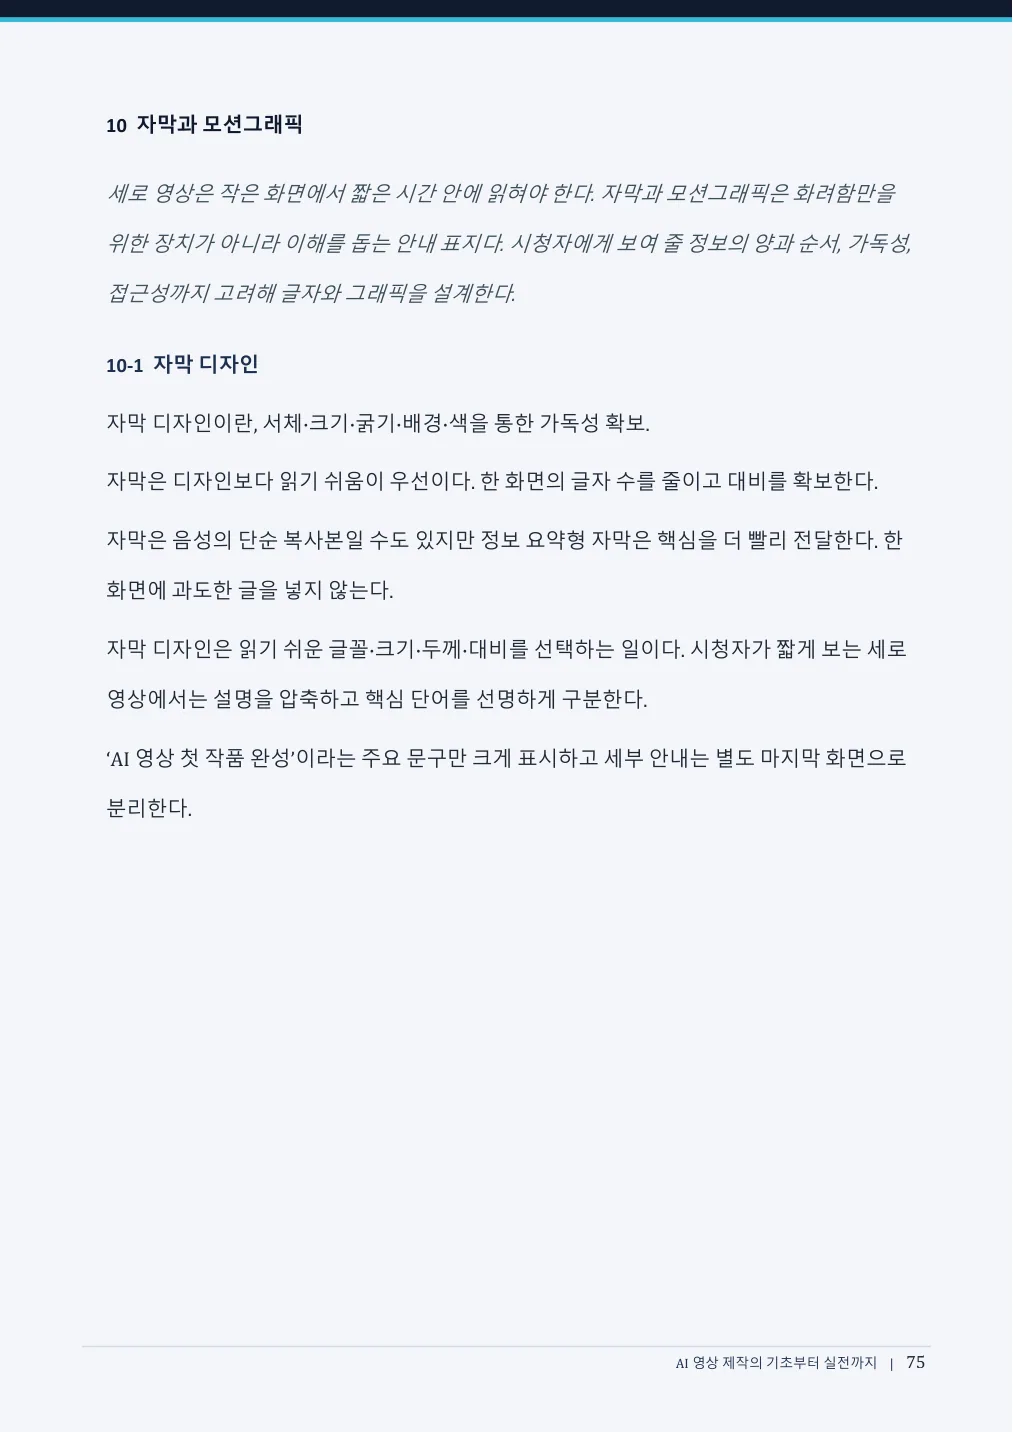 10 자막과 모션그래픽
세로 영상은 작은 화면에서 짧은 시간 안에 읽혀야 한다. 자막과 모션그래픽은 화려함만을
위한 장치가 아니라 이해를 돕는 안내 표지다. 시청자에게 보여 줄 정보의 양과 순서, 가독성,
접근성까지 고려해 글자와 그래픽을 설계한다.
10-1 자막 디자인
자막 디자인이란, 서체·크기·굵기·배경·색을 통한 가독성 확보.
자막은 디자인보다 읽기 쉬움이 우선이다. 한 화면의 글자 수를 줄이고 대비를 확보한다.
자막은 음성의 단순 복사본일 수도 있지만 정보 요약형 자막은 핵심을 더 빨리 전달한다. 한
화면에 과도한 글을 넣지 않는다.
자막 디자인은 읽기 쉬운 글꼴·크기·두께·대비를 선택하는 일이다. 시청자가 짧게 보는 세로
영상에서는 설명을 압축하고 핵심 단어를 선명하게 구분한다.
‘AI 영상 첫 작품 완성’이라는 주요 문구만 크게 표시하고 세부 안내는 별도 마지막 화면으로
분리한다.
AI 영상 제작의 기초부터 실전까지 | 75